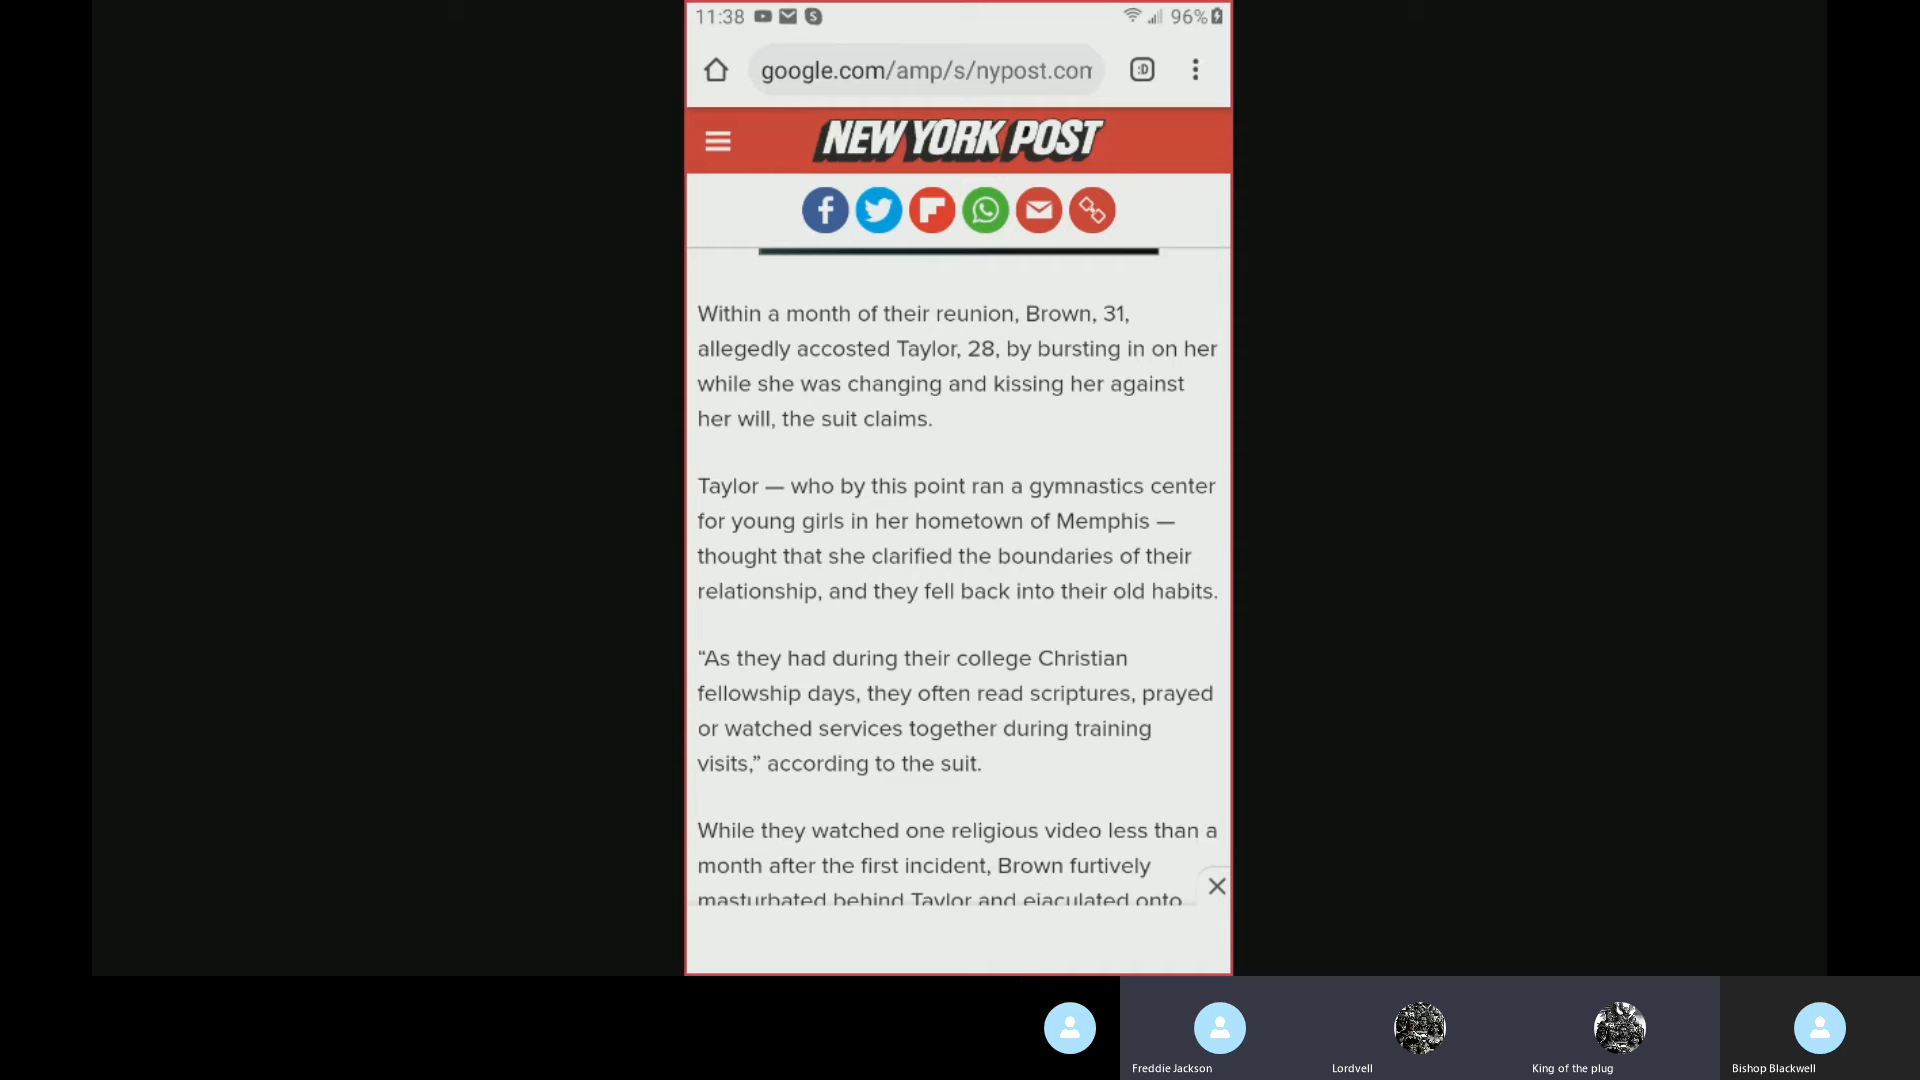 11:38
96%
google.com/amp/s/nypost.com
:D
NEW YORK POST
Within a month of their reunion, Brown, 31,
allegedly accosted Taylor, 28, by bursting in on her
while she was changing and kissing her against
her will, the suit claims.
Taylor — who by this point ran a gymnastics center
for young girls in her hometown of Memphis —
thought that she clarified the boundaries of their
relationship, and they fell back into their old habits.
“As they had during their college Christian
fellowship days, they often read scriptures, prayed
or watched services together during training
visits,” according to the suit.
While they watched one religious video less than a
month after the first incident, Brown furtively
masturbated behind Taylor and ejaculated onto
Freddie Jackson
Lordvell
King of the plug
Bishop Blackwell